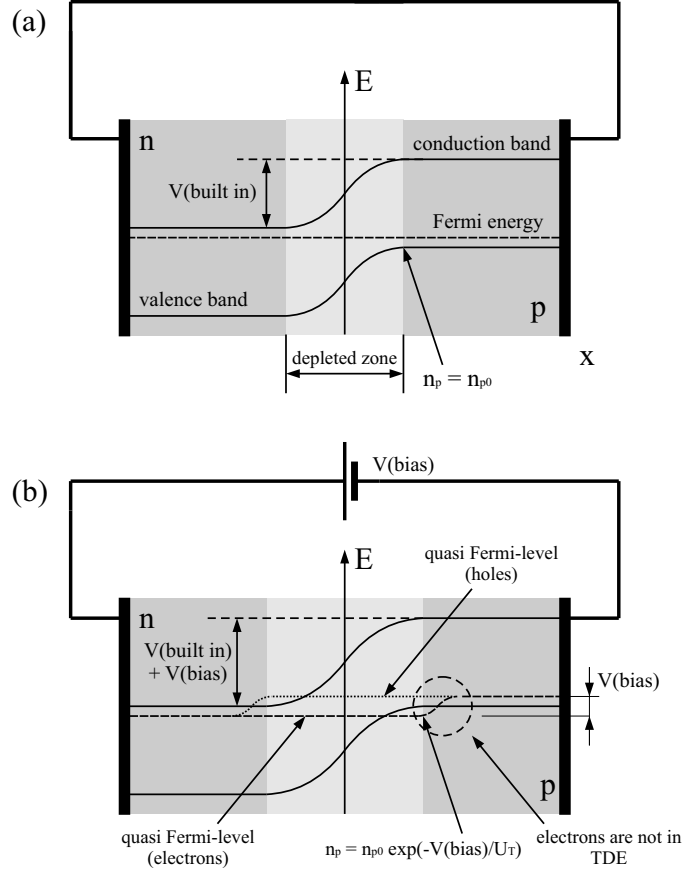 (a)
E
n
conduction band
V(built in)
Fermi energy
valence band
p
depleted zone
x
n_p = n_p0
(b)
V(bias)
E
quasi Fermi-level
(holes)
n
V(built in)
+ V(bias)
V(bias)
p
quasi Fermi-level
(electrons)
n_p = n_p0 exp(-V(bias)/U_T)
electrons are not in
TDE